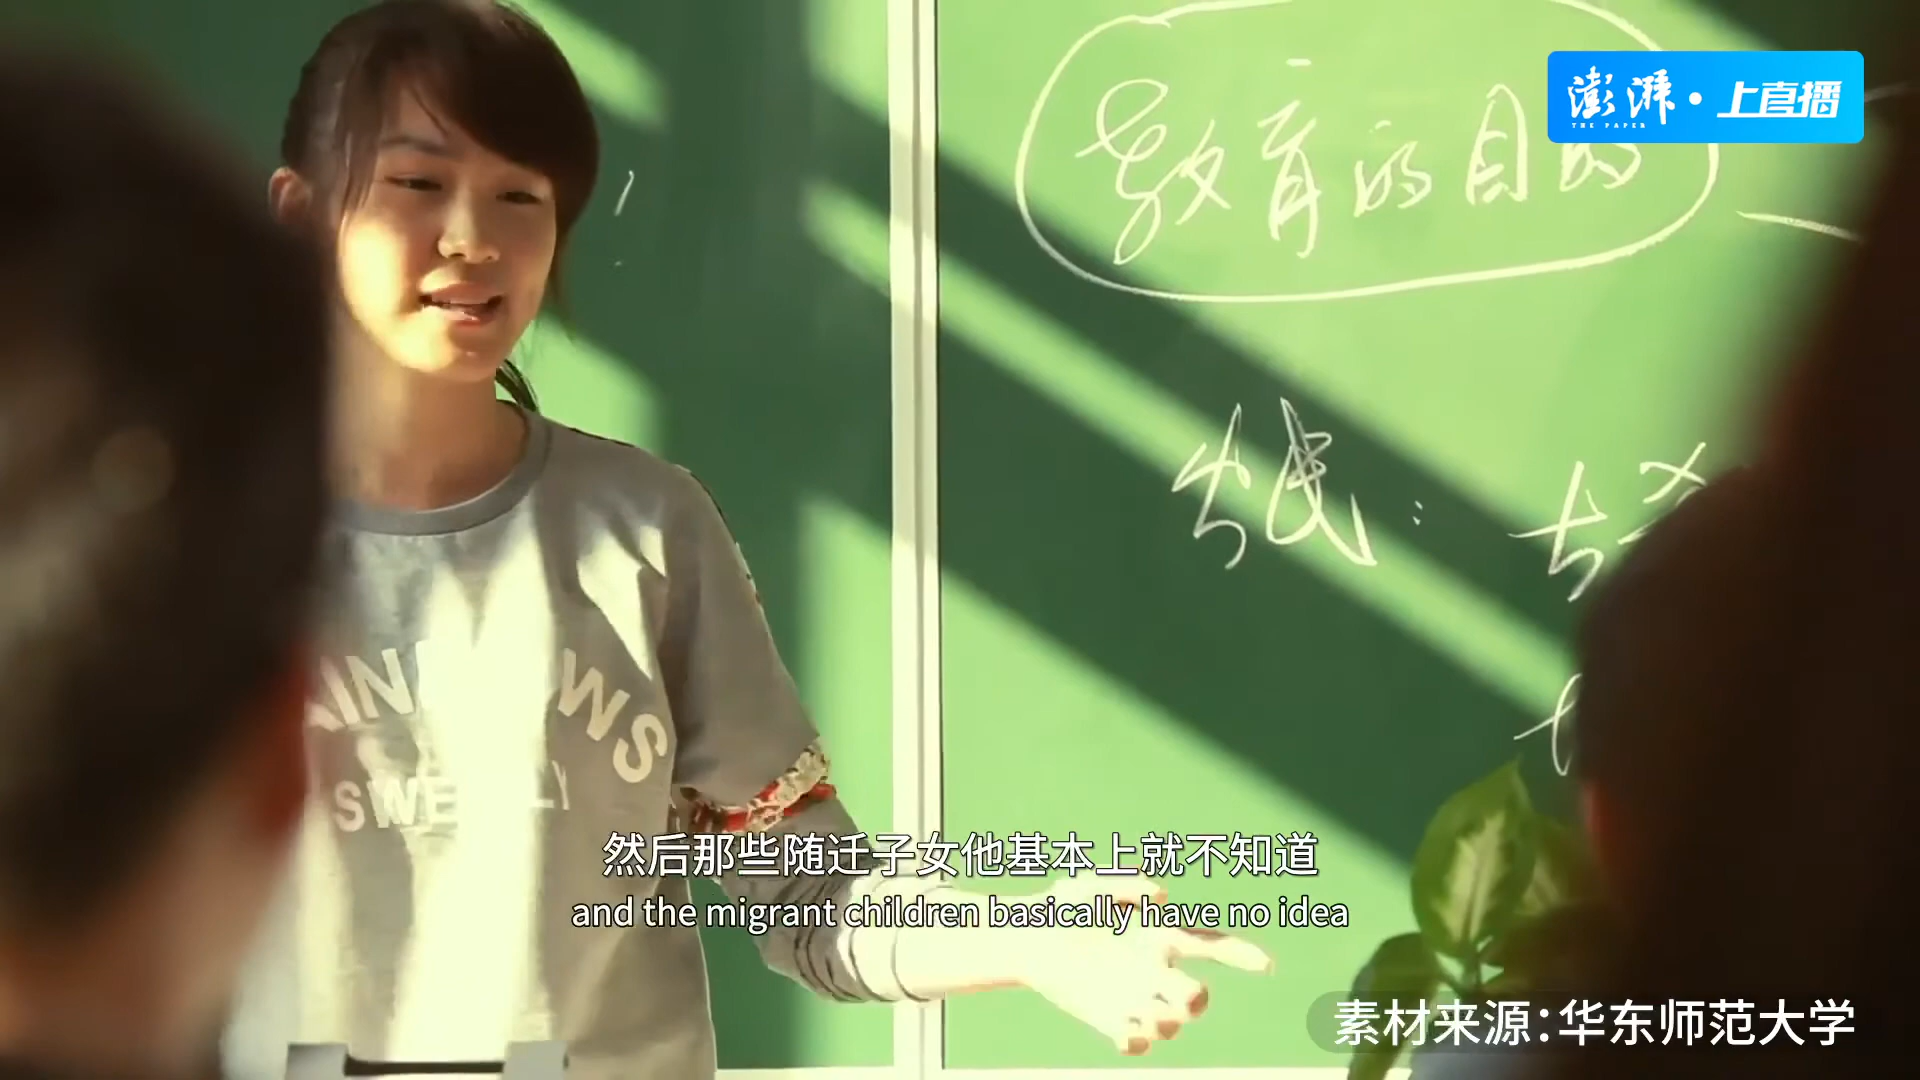 澎湃·上直播
THE PAPER
教育的目的
公民:
然后那些随迁子女他基本上就不知道
and the migrant children basically have no idea
素材来源:华东师范大学